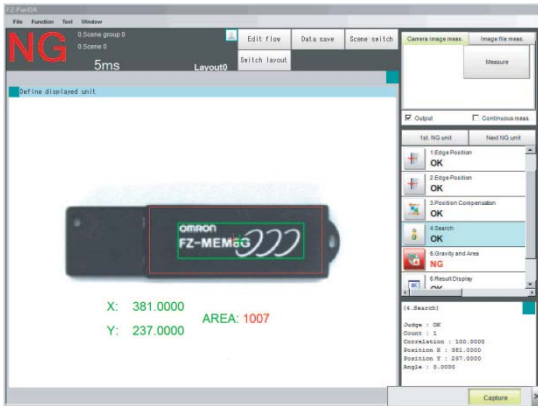 FZ-PanDA
File Function Tool Window
NG
0.Scene group 0
0.Scene 0
5ms
Layout0
Edit flow
Data save
Scene switch
Switch layout
Define displayed unit
OMRON
X: 381.0000
Y: 237.0000
AREA: 1007
Camera image meas.
Image file meas.
Measure
Output
Continuous meas.
1st. NG unit
Next NG unit
1.Edge Position
OK
2.Edge Position
OK
3.Position Compensation
OK
4.Search
OK
5.Gravity and Area
NG
6.Result Display
OK
[4.Search]
Judge : OK
Count : 1
Correlation : 100.0000
Position X : 381.0000
Position Y : 237.0000
Angle : 0.0000
Capture